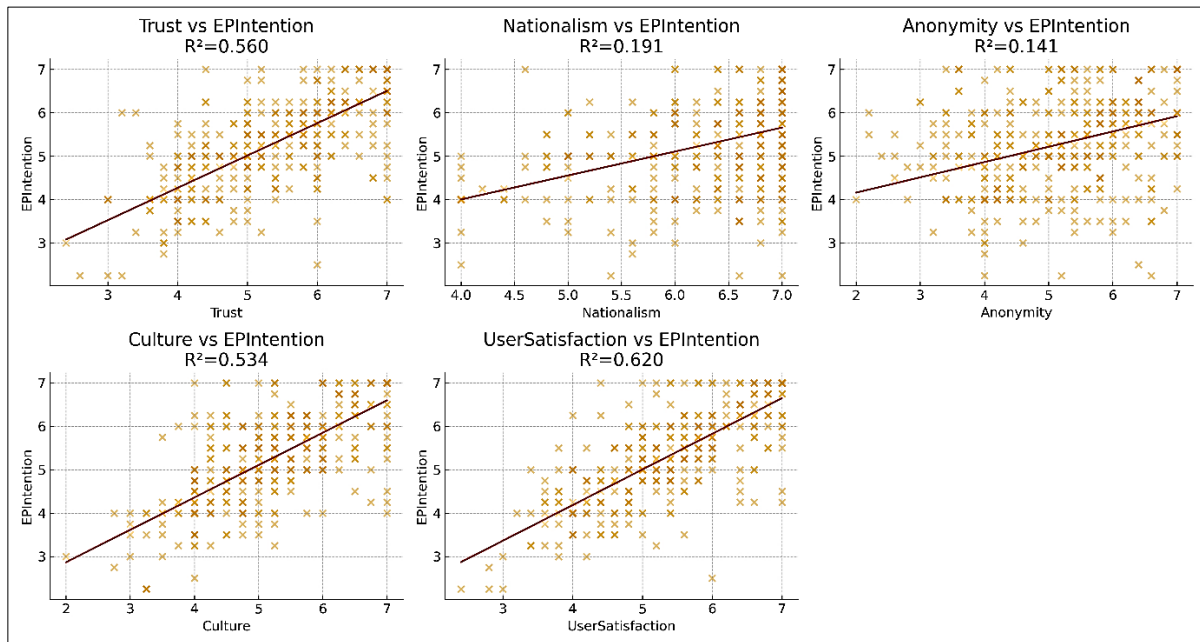 Trust vs EPIntention
R²=0.560
EPIntention
7
6
5
4
3
3
4
5
6
7
Trust
Nationalism vs EPIntention
R²=0.191
EPIntention
7
6
5
4
3
4.0
4.5
5.0
5.5
6.0
6.5
7.0
Nationalism
Anonymity vs EPIntention
R²=0.141
EPIntention
7
6
5
4
3
2
3
4
5
6
7
Anonymity
Culture vs EPIntention
R²=0.534
EPIntention
7
6
5
4
3
2
3
4
5
6
7
Culture
UserSatisfaction vs EPIntention
R²=0.620
EPIntention
7
6
5
4
3
3
4
5
6
7
UserSatisfaction